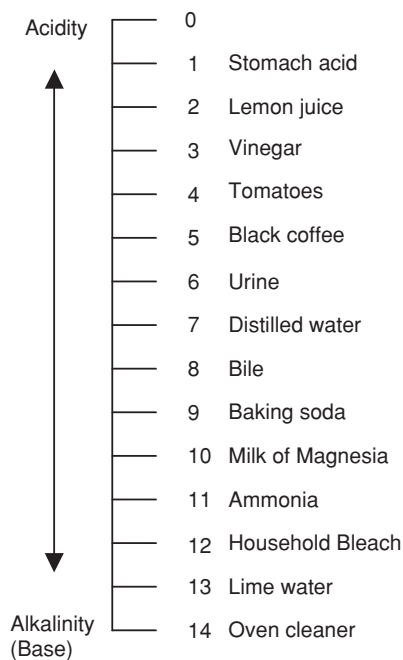 Acidity
0
1 Stomach acid
2 Lemon juice
3 Vinegar
4 Tomatoes
5 Black coffee
6 Urine
7 Distilled water
8 Bile
9 Baking soda
10 Milk of Magnesia
11 Ammonia
12 Household Bleach
13 Lime water
14 Oven cleaner
Alkalinity
(Base)